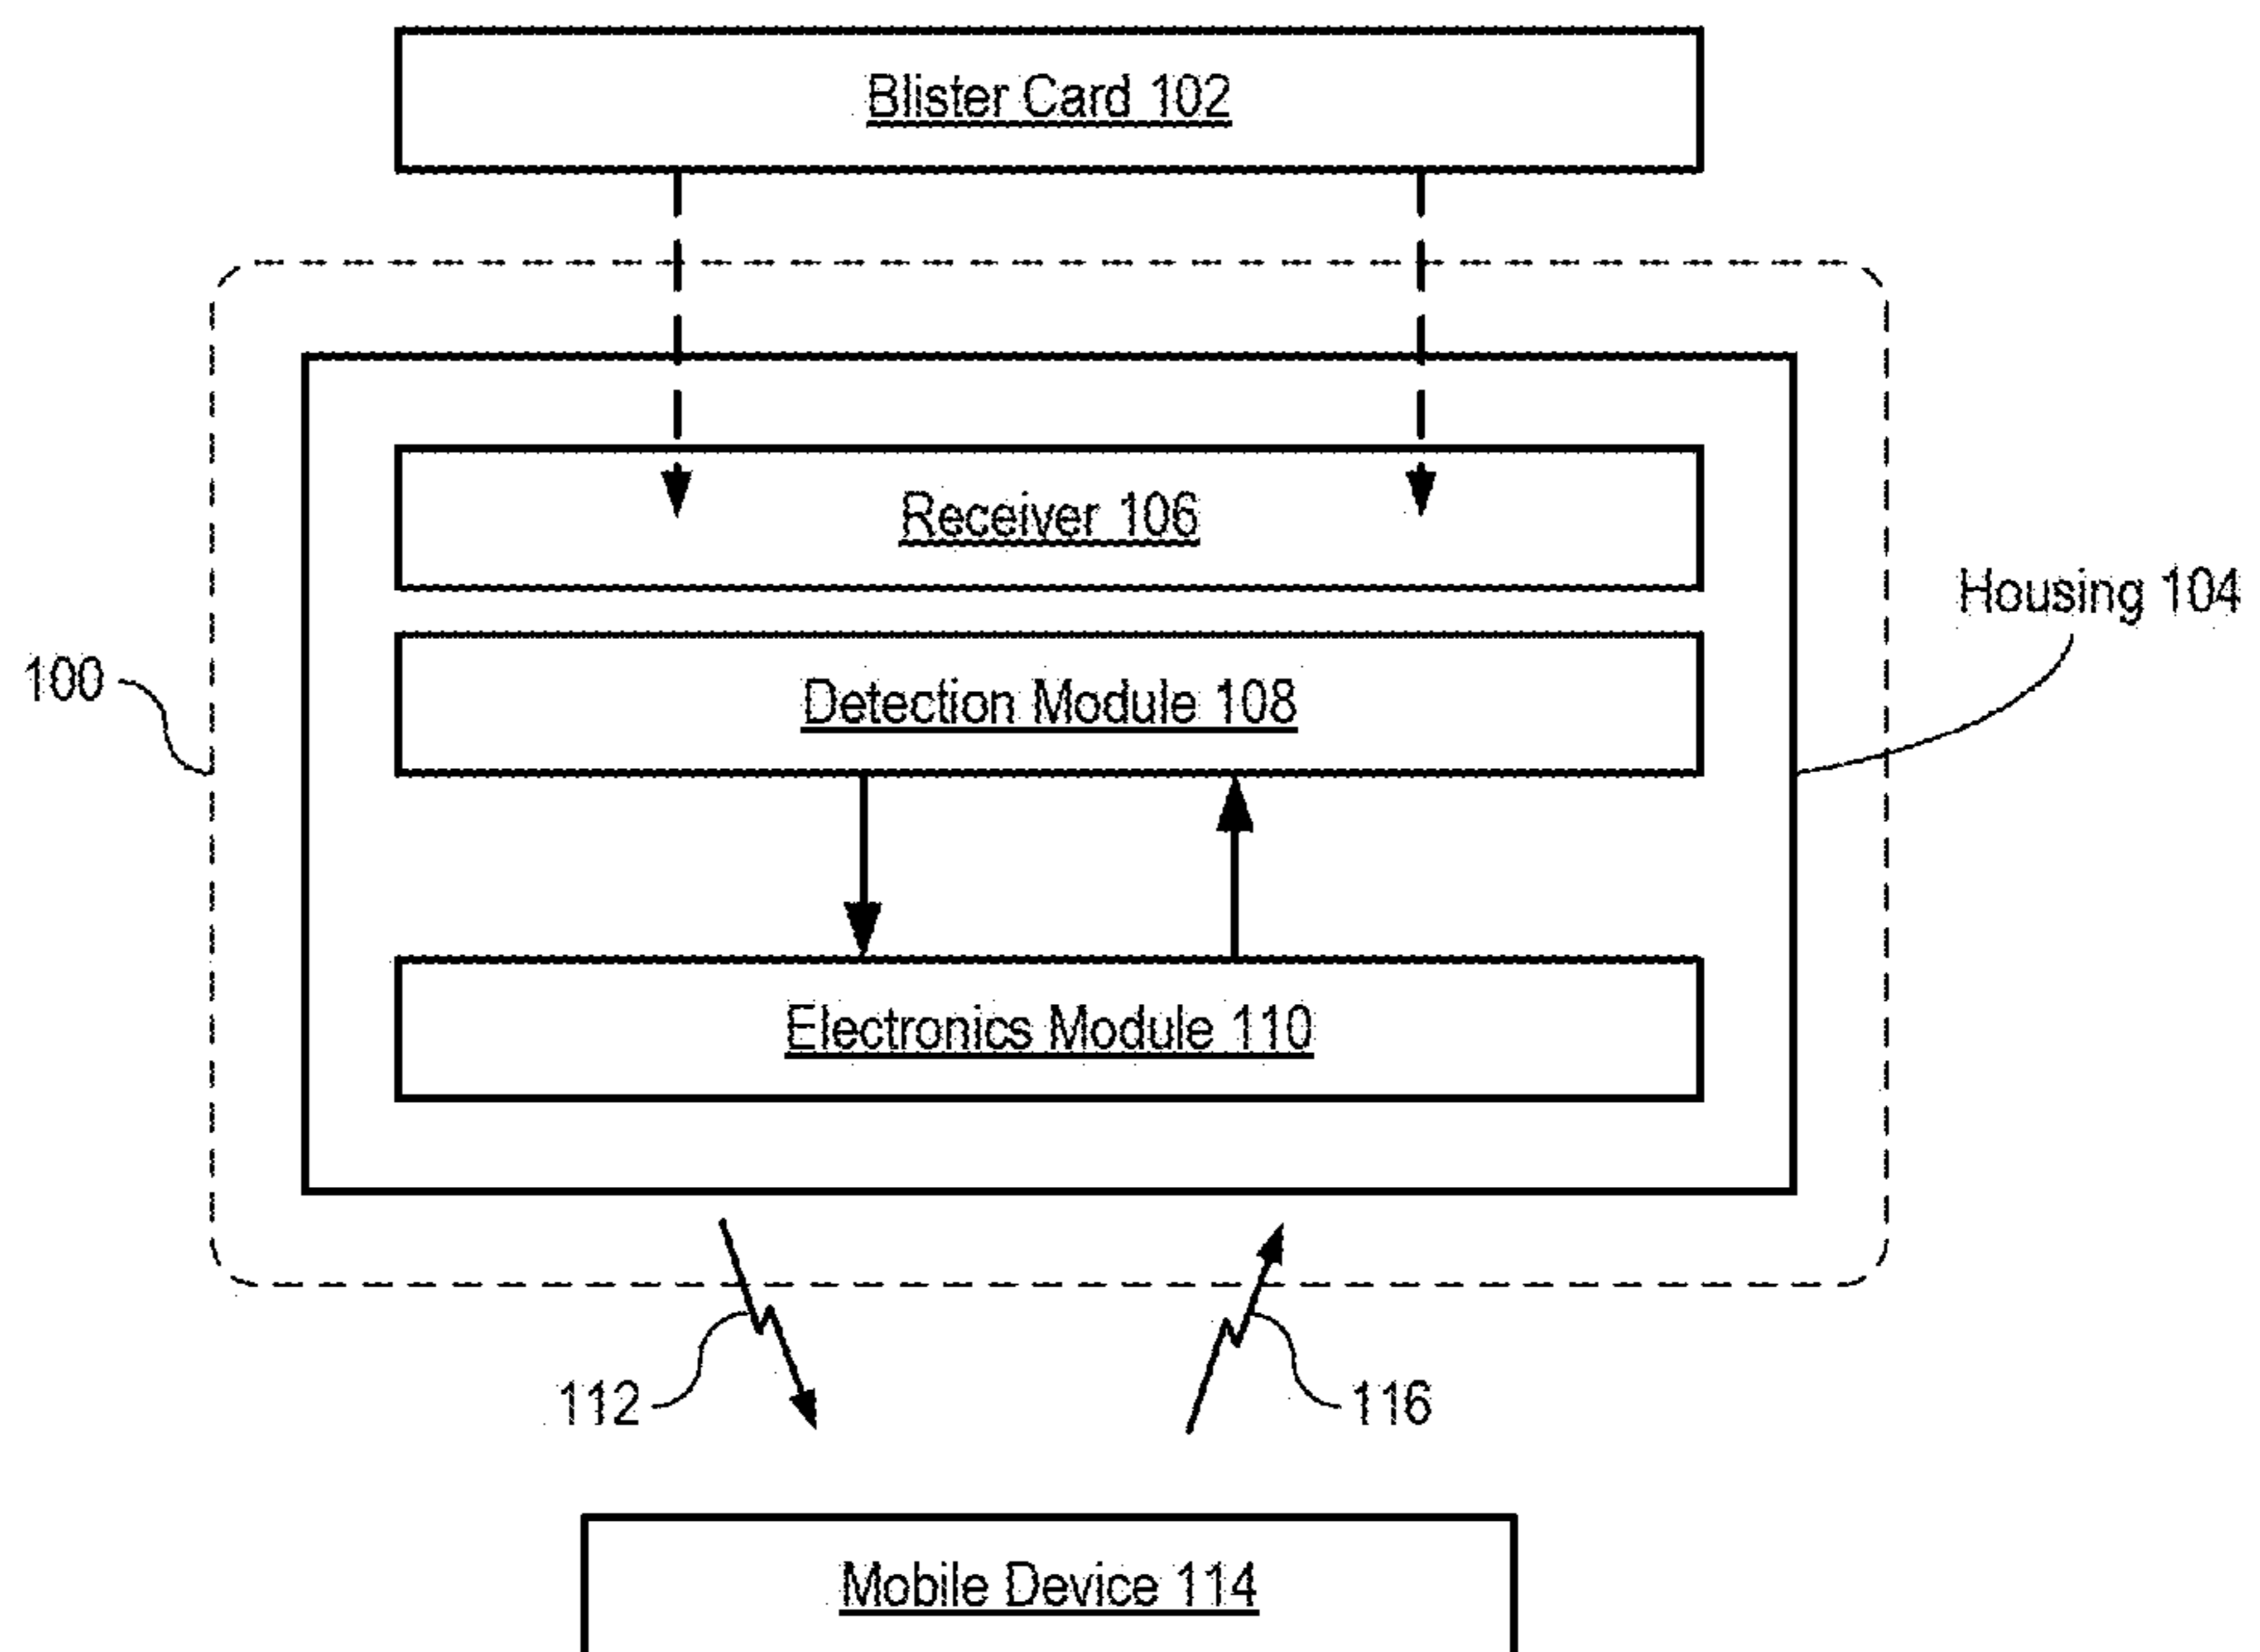 Blister Card 102
Receiver 106
Housing 104
100
Detection Module 108
Electronics Module 110
112
116
Mobile Device 114